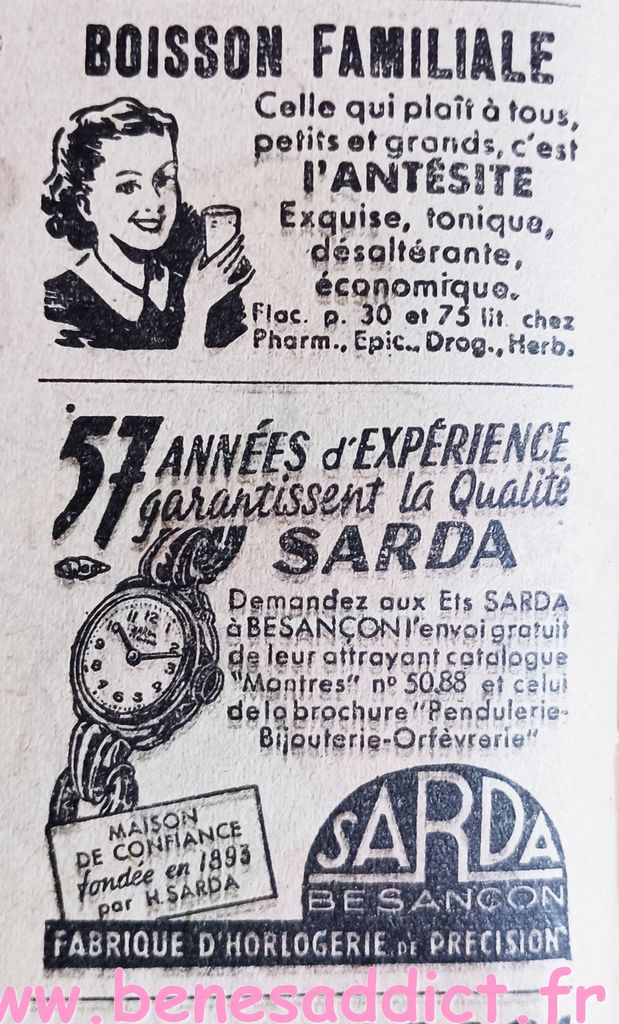 BOISSON FAMILIALE
Celle qui plaît à tous,
petits et grands, c'est
l'ANTÉSITE
Exquise, tonique,
désaltérante,
économique.
Flac. p. 30 et 75 lit. chez
Pharm., Epic., Drog., Herb.
57 ANNÉES d'EXPÉRIENCE
garantissent la Qualité
SARDA
Demandez aux Ets SARDA
à BESANÇON l'envoi gratuit
de leur attrayant catalogue
"Montres" nº 50.88 et celui
de la brochure "Pendulerie-
Bijouterie-Orfèvrerie"
MAISON
DE CONFIANCE
fondée en 1893
par H. SARDA
SARDA
BESANÇON
FABRIQUE D'HORLOGERIE DE PRÉCISION
www.benesaddict.fr